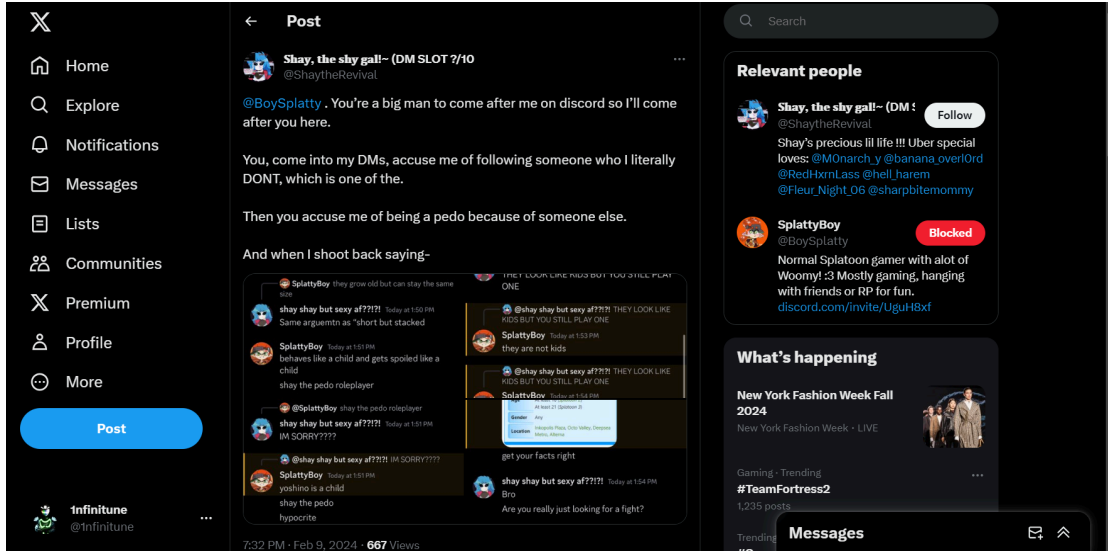 Home
Explore
Notifications
Messages
Lists
Communities
Premium
Profile
More
Post
1nfinitune
@1nfinitune
Post
Shay, the shy gal!~ (DM SLOT ?/10
@ShaytheRevival
@BoySplatty . You're a big man to come after me on discord so I'll come
after you here.
You, come into my DMs, accuse me of following someone who I literally
DONT, which is one of the.
Then you accuse me of being a pedo because of someone else.
And when I shoot back saying-
SplattyBoy they grow old but can stay the same
size
shay shay but sexy af??!?! Today at 1:50 PM
Same arguemtn as "short but stacked
SplattyBoy Today at 1:51 PM
behaves like a child and gets spoiled like a
child
shay the pedo roleplayer
@SplattyBoy shay the pedo roleplayer
shay shay but sexy af??!?! Today at 1:51 PM
IM SORRY????
@shay shay but sexy af??!?! IM SORRY????
SplattyBoy Today at 1:51 PM
yoshino is a child
shay the pedo
hypocrite
THEY LOOK LIKE KIDS BUT YOU STILL PLAY
ONE
@shay shay but sexy af??!?! THEY LOOK LIKE
KIDS BUT YOU STILL PLAY ONE
SplattyBoy Today at 1:53 PM
they are not kids
@shay shay but sexy af??!?! THEY LOOK LIKE
KIDS BUT YOU STILL PLAY ONE
SplattyBoy Today at 1:54 PM
At least 21 (Splatoon 3)
Gender Any
Location Inkopolis Plaza, Octo Valley, Deepsea
Metro, Alterna
get your facts right
shay shay but sexy af??!?! Today at 1:54 PM
Bro
Are you really just looking for a fight?
7:32 PM · Feb 9, 2024 · 667 Views
Search
Relevant people
Shay, the shy gal!~ (DM S
@ShaytheRevival
Follow
Shay's precious lil life !!! Uber special
loves: @M0narch_y @banana_overl0rd
@RedHxrnLass @hell_harem
@Fleur_Night_06 @sharpbitemommy
SplattyBoy
@BoySplatty
Blocked
Normal Splatoon gamer with alot of
Woomy! :3 Mostly gaming, hanging
with friends or RP for fun.
discord.com/invite/UguH8xf
What's happening
New York Fashion Week Fall
2024
New York Fashion Week · LIVE
Gaming · Trending
#TeamFortress2
1,235 posts
Trending
Messages